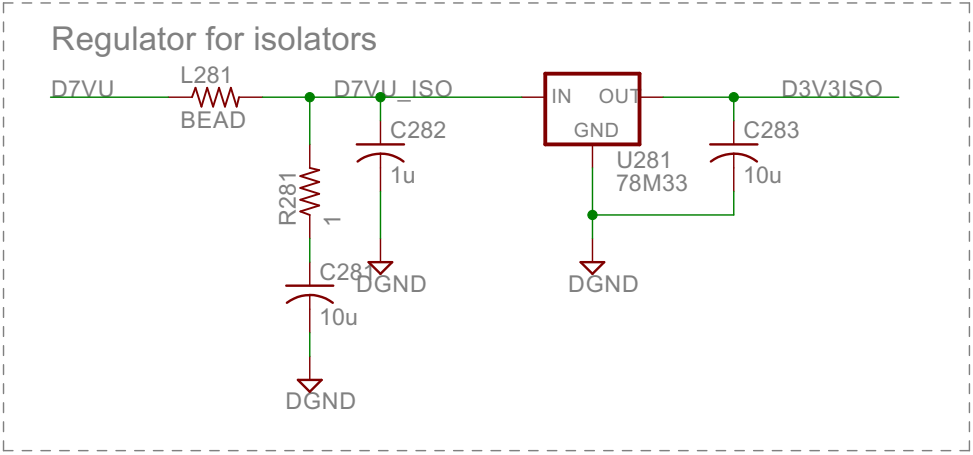 Regulator for isolators
L281
D7VU
D7VU_ISO
D3V3ISO
BEAD
IN
OUT
GND
C282
1u
U281
78M33
C283
10u
R281
1
C281
10u
DGND
DGND
DGND